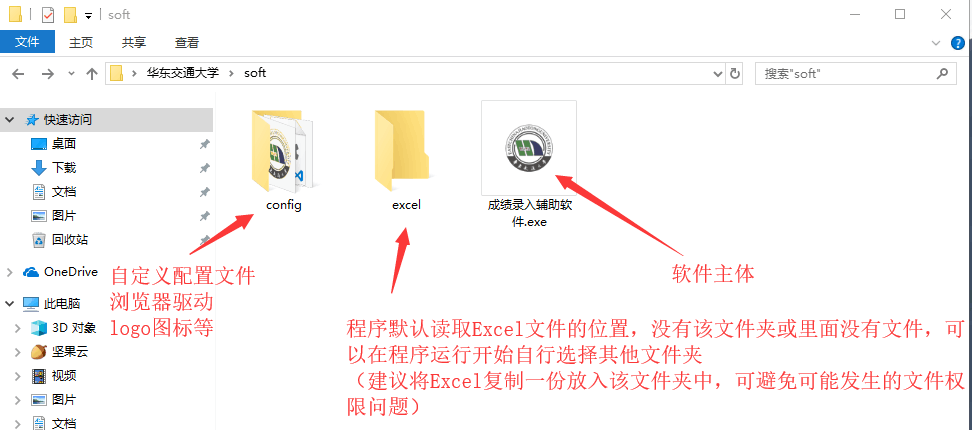 soft
文件 主页 共享 查看
华东交通大学 soft
搜索"soft"
快速访问
桌面
下载
文档
图片
回收站
OneDrive
此电脑
3D 对象
坚果云
视频
图片
文档
config
excel
成绩录入辅助软
件.exe
自定义配置文件
浏览器驱动
logo图标等
软件主体
程序默认读取Excel文件的位置，没有该文件夹或里面没有文件，可
以在程序运行开始自行选择其他文件夹
（建议将Excel复制一份放入该文件夹中，可避免可能发生的文件权
限问题）